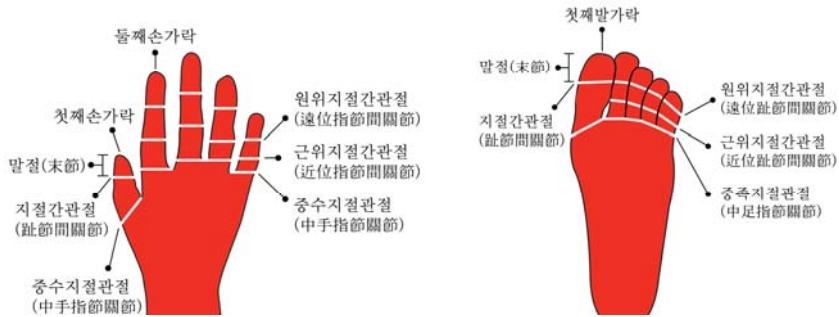 둘째손가락
첫째손가락
말절(末節)
지절간관절
(趾節間關節)
중수지절관절
(中手指節關節)
원위지절간관절
(遠位指節間關節)
근위지절간관절
(近位指節間關節)
중수지절관절
(中手指節關節)
첫째발가락
말절(末節)
지절간관절
(趾節間關節)
원위지절간관절
(遠位趾節間關節)
근위지절간관절
(近位趾節間關節)
중족지절관절
(中足指節關節)